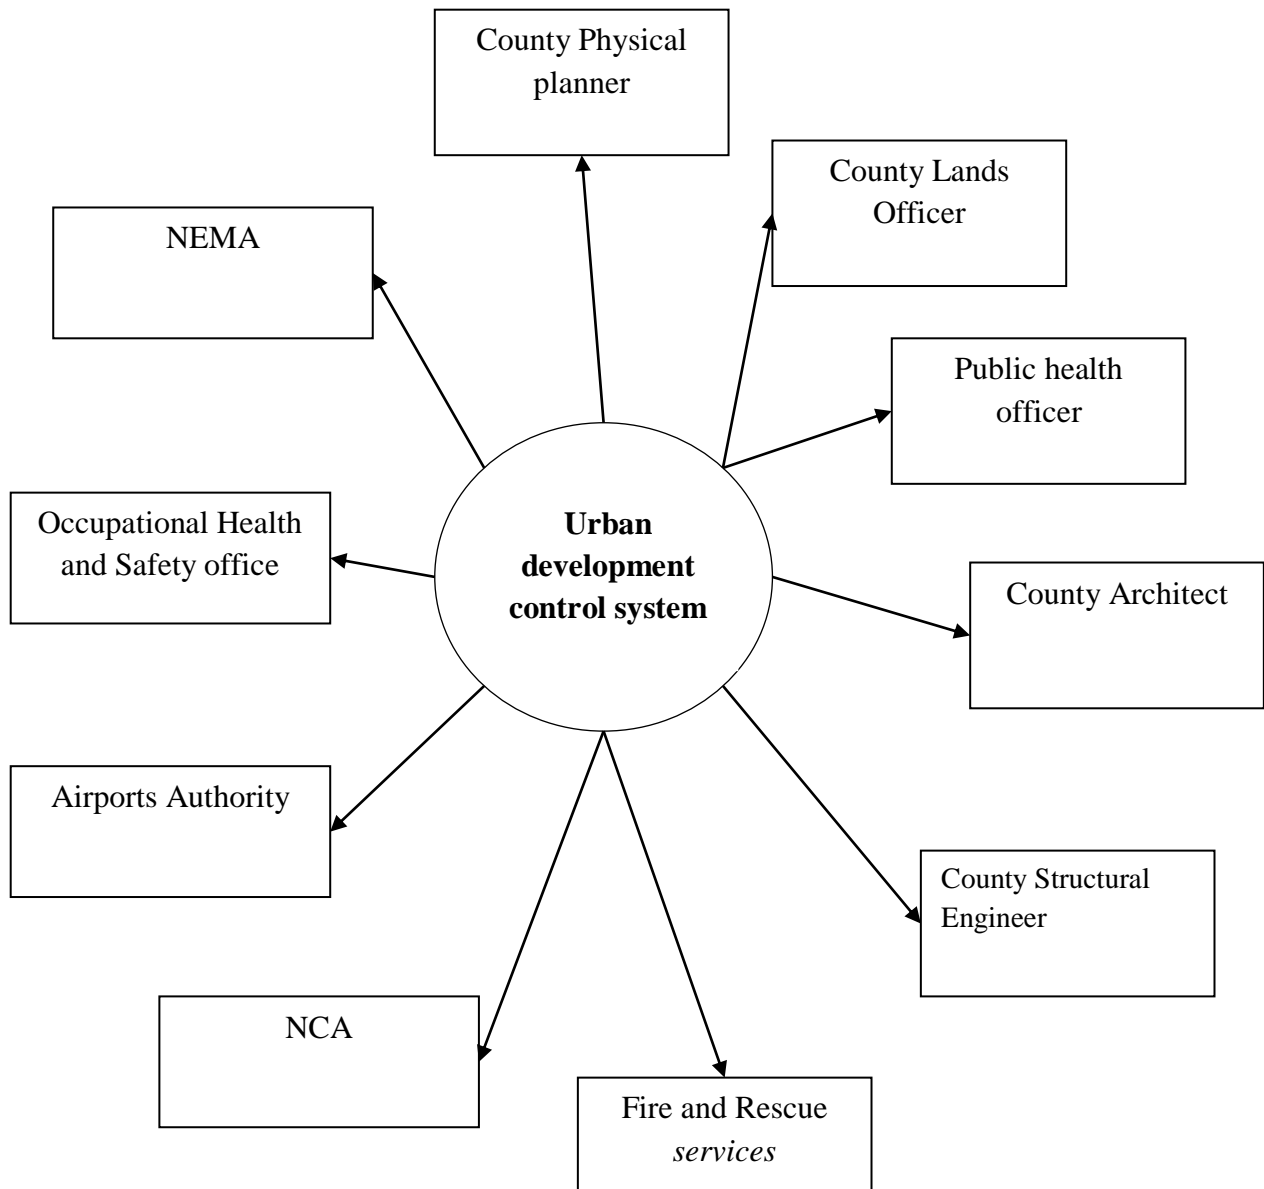 County Physical
planner
County Lands
Officer
NEMA
Public health
officer
Occupational Health
and Safety office
Urban
development
control system
County Architect
Airports Authority
County Structural
Engineer
NCA
Fire and Rescue
services